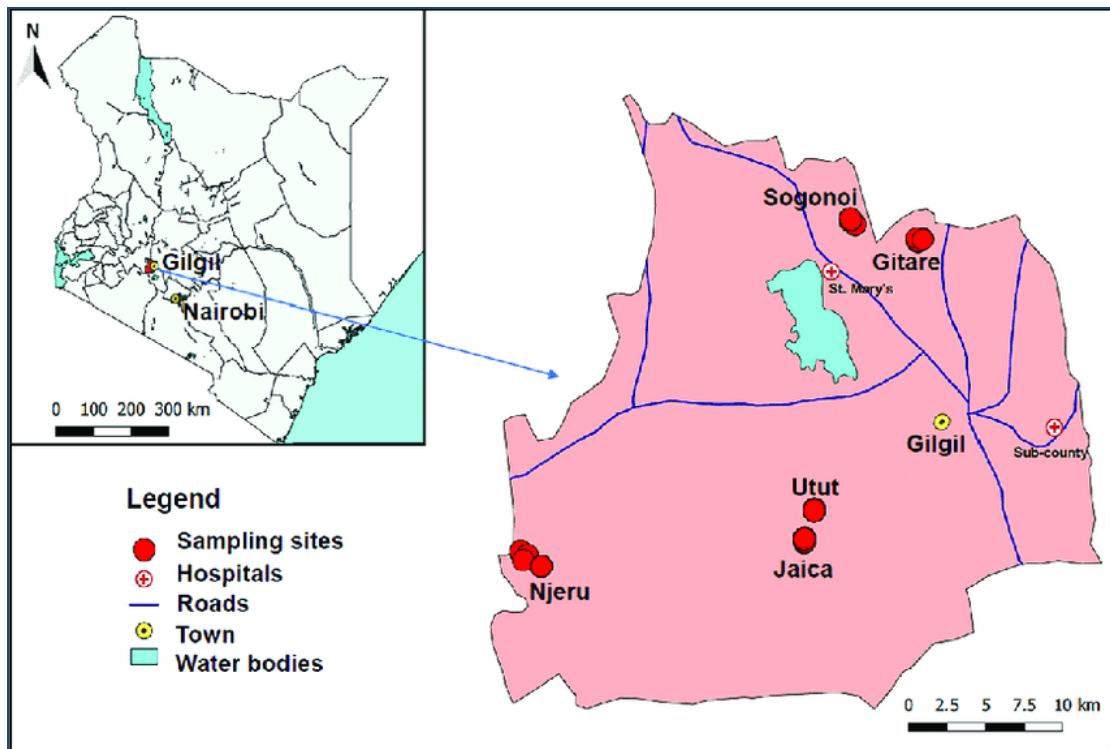 N
Gilgil
Nairobi
0 100 200 300 km
Sogonoi
Gitare
St. Mary's
Gilgil
Sub-county
Utut
Jaica
Njeru
Legend
Sampling sites
Hospitals
Roads
Town
Water bodies
0 2.5 5 7.5 10 km